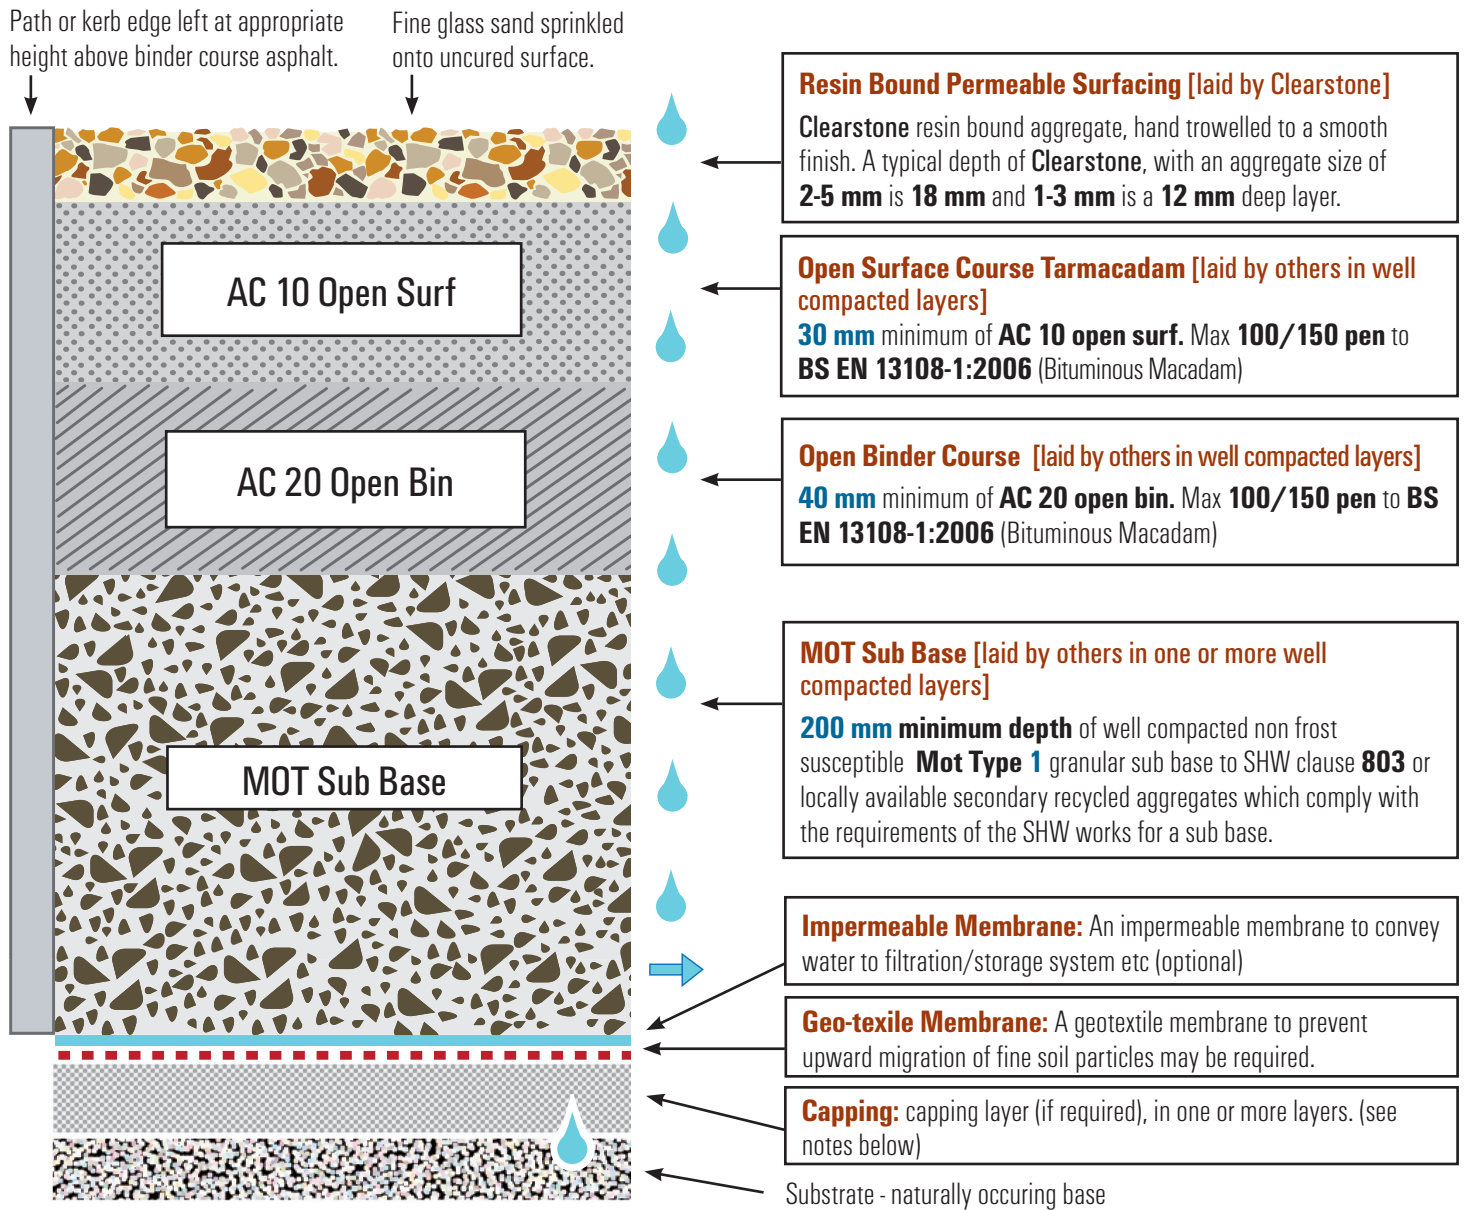 Path or kerb edge left at appropriate
height above binder course asphalt.
Fine glass sand sprinkled
onto uncured surface.
Resin Bound Permeable Surfacing [laid by Clearstone]
Clearstone resin bound aggregate, hand trowelled to a smooth
finish. A typical depth of Clearstone, with an aggregate size of
2-5 mm is 18 mm and 1-3 mm is a 12 mm deep layer.
AC 10 Open Surf
Open Surface Course Tarmacadam [laid by others in well
compacted layers]
30 mm minimum of AC 10 open surf. Max 100/150 pen to
BS EN 13108-1:2006 (Bituminous Macadam)
AC 20 Open Bin
Open Binder Course [laid by others in well compacted layers]
40 mm minimum of AC 20 open bin. Max 100/150 pen to BS
EN 13108-1:2006 (Bituminous Macadam)
MOT Sub Base
MOT Sub Base [laid by others in one or more well
compacted layers]
200 mm minimum depth of well compacted non frost
susceptible Mot Type 1 granular sub base to SHW clause 803 or
locally available secondary recycled aggregates which comply with
the requirements of the SHW works for a sub base.
Impermeable Membrane: An impermeable membrane to convey
water to filtration/storage system etc (optional)
Geo-texile Membrane: A geotextile membrane to prevent
upward migration of fine soil particles may be required.
Capping: capping layer (if required), in one or more layers. (see
notes below)
Substrate - naturally occuring base